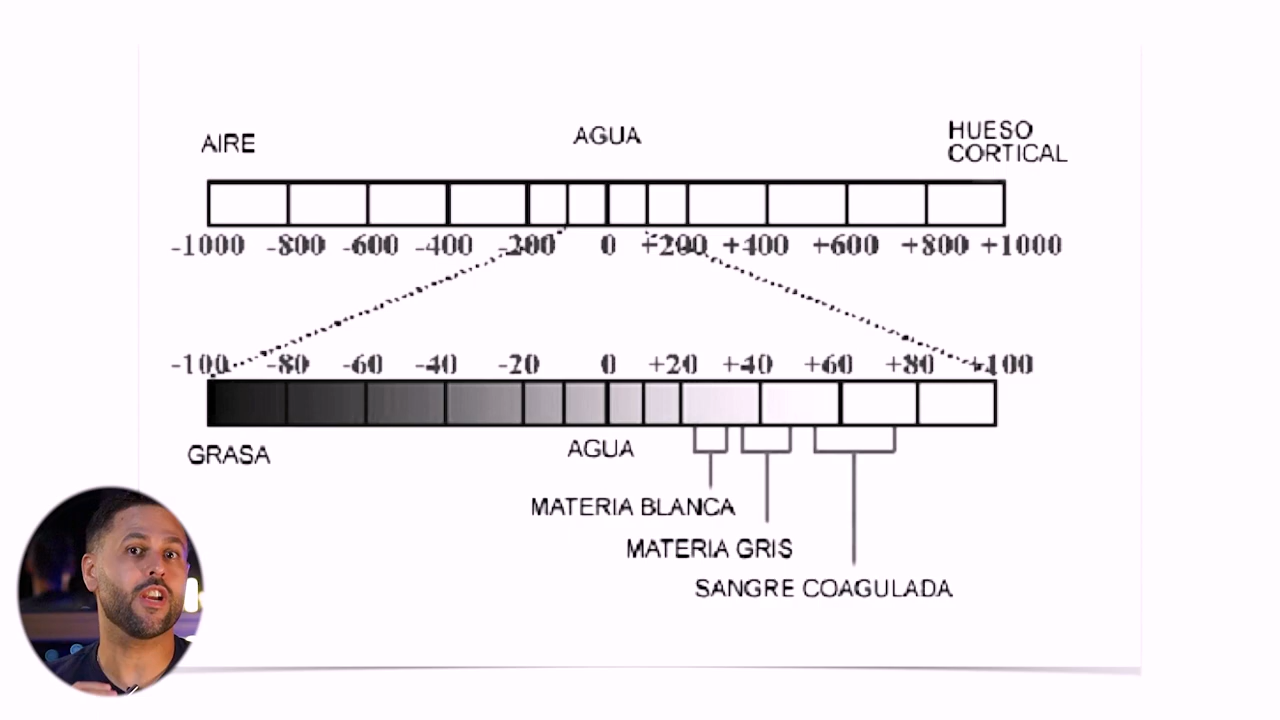 AIRE
AGUA
HUESO
CORTICAL
-1000 -800 -600 -400 -200 0 +200 +400 +600 +800 +1000
-100 -80 -60 -40 -20 0 +20 +40 +60 +80 +100
GRASA
AGUA
MATERIA BLANCA
MATERIA GRIS
SANGRE COAGULADA